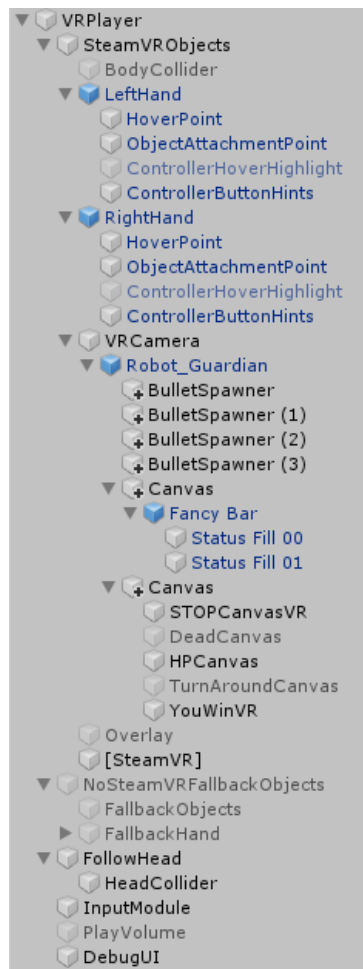 VRPlayer
SteamVRObjects
BodyCollider
LeftHand
HoverPoint
ObjectAttachmentPoint
ControllerHoverHighlight
ControllerButtonHints
RightHand
HoverPoint
ObjectAttachmentPoint
ControllerHoverHighlight
ControllerButtonHints
VRCamera
Robot_Guardian
BulletSpawner
BulletSpawner (1)
BulletSpawner (2)
BulletSpawner (3)
Canvas
Fancy Bar
Status Fill 00
Status Fill 01
Canvas
STOPCanvasVR
DeadCanvas
HPCanvas
TurnAroundCanvas
YouWinVR
Overlay
[SteamVR]
NoSteamVRFallbackObjects
FallbackObjects
FallbackHand
FollowHead
HeadCollider
InputModule
PlayVolume
DebugUI